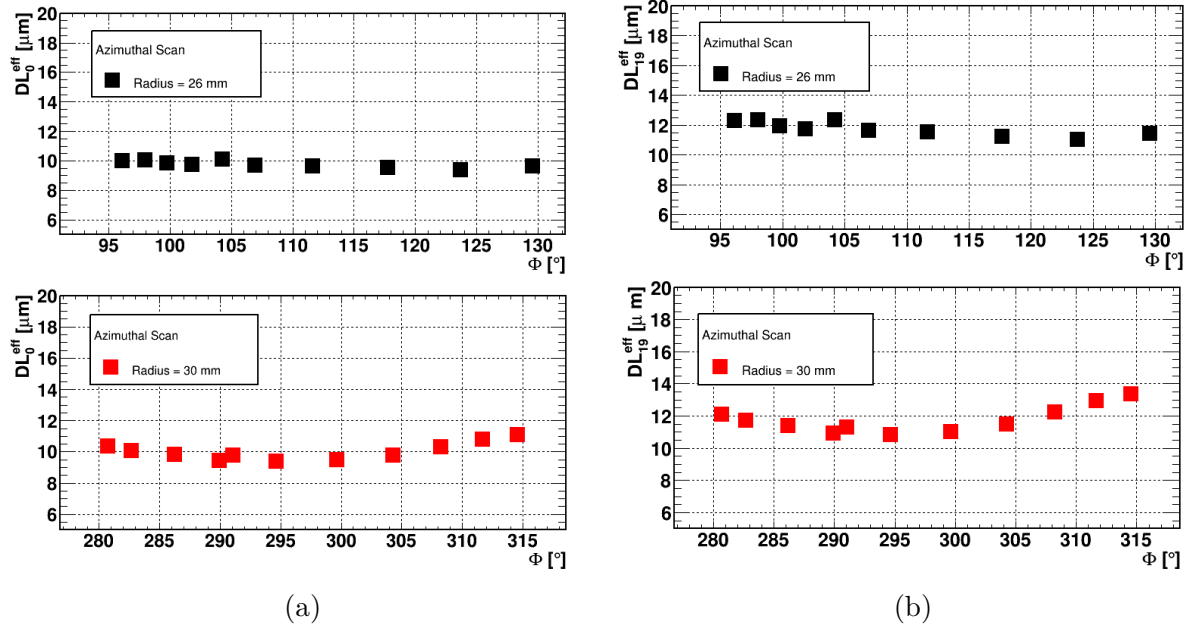 DL₀ᵉᶠᶠ [μm]
20
18
16
14
12
10
8
6
Azimuthal Scan
Radius = 26 mm
95 100 105 110 115 120 125 130
Φ [°]
DL₀ᵉᶠᶠ [μm]
20
18
16
14
12
10
8
6
Azimuthal Scan
Radius = 30 mm
280 285 290 295 300 305 310 315
Φ [°]
(a)
DL₁₉ᵉᶠᶠ [μm]
20
18
16
14
12
10
8
6
Azimuthal Scan
Radius = 26 mm
95 100 105 110 115 120 125 130
Φ [°]
DL₁₉ᵉᶠᶠ [μ m]
20
18
16
14
12
10
8
6
Azimuthal Scan
Radius = 30 mm
280 285 290 295 300 305 310 315
Φ [°]
(b)